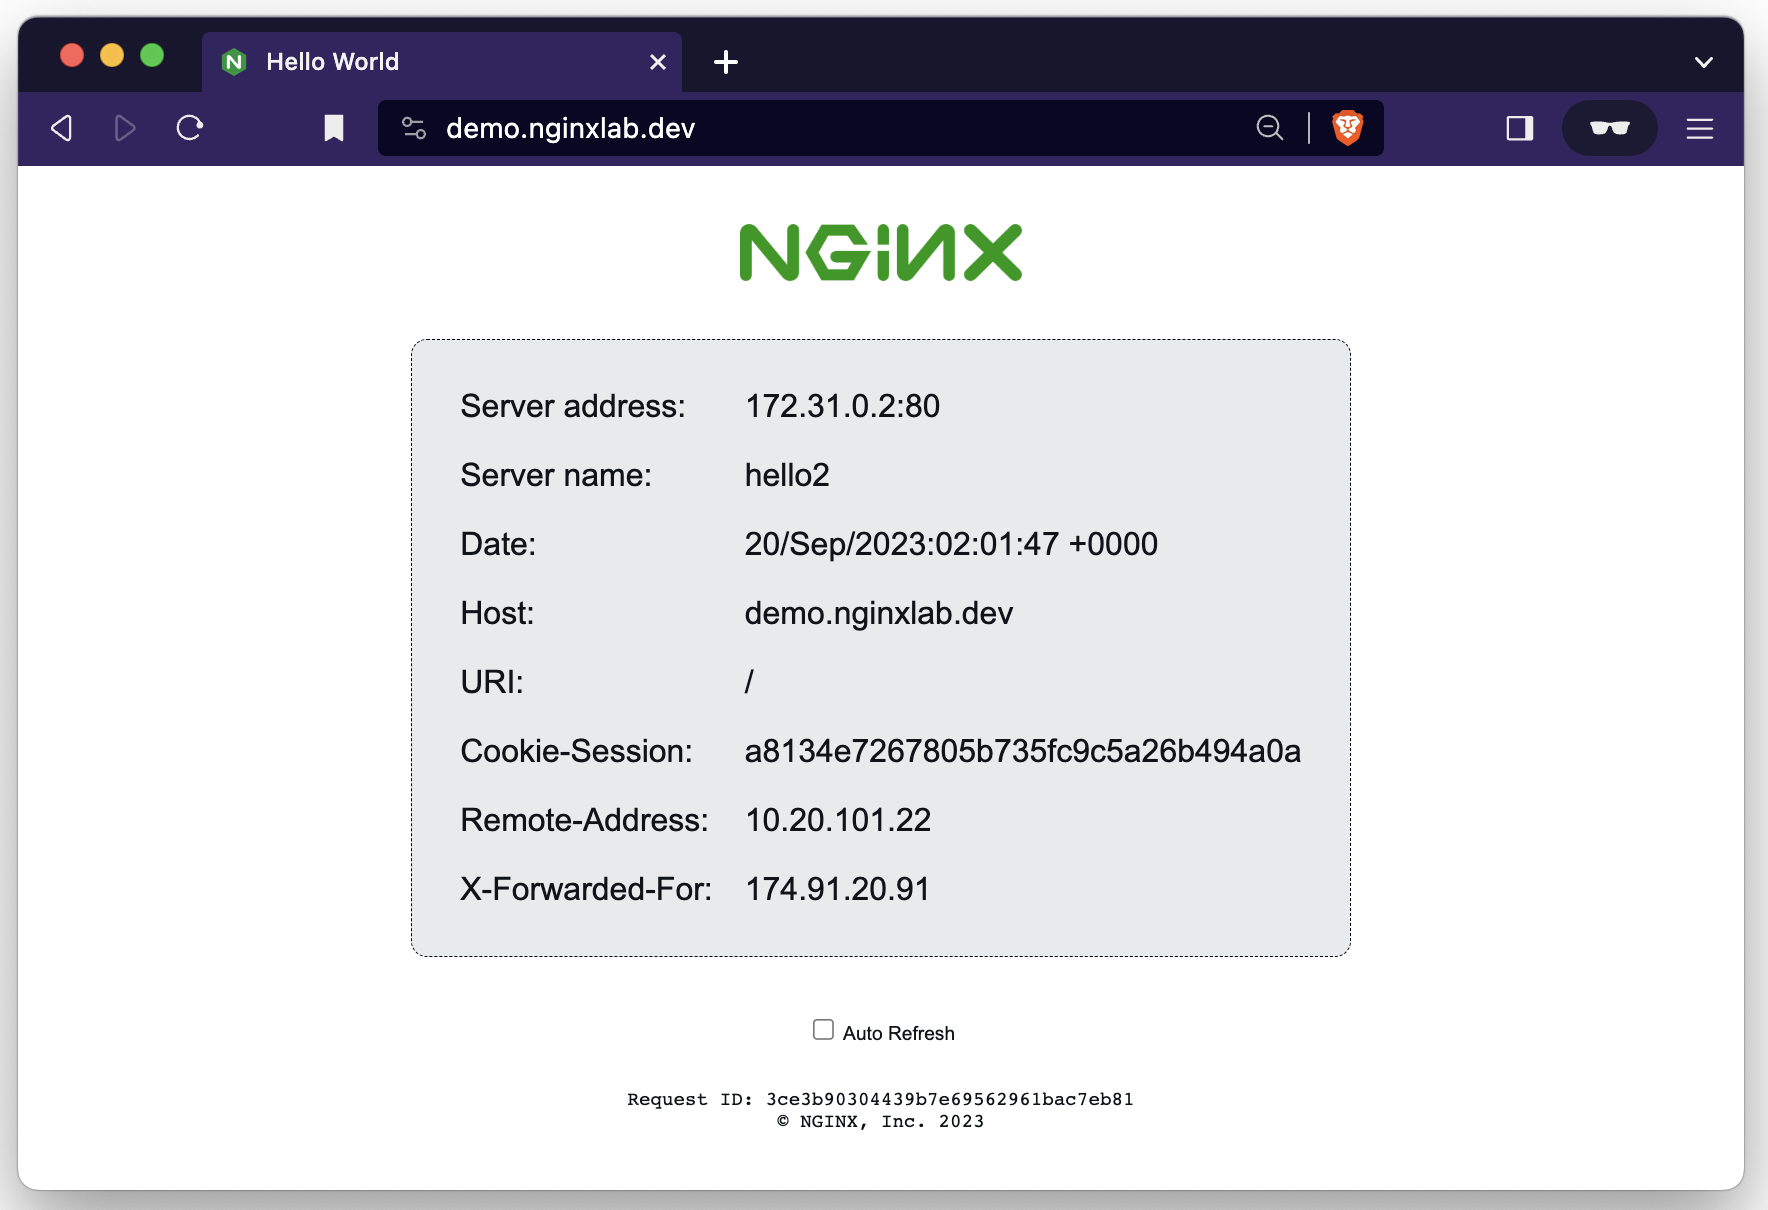 Hello World
demo.nginxlab.dev
NGINX
Server address: 172.31.0.2:80
Server name: hello2
Date: 20/Sep/2023:02:01:47 +0000
Host: demo.nginxlab.dev
URI: /
Cookie-Session: a8134e7267805b735fc9c5a26b494a0a
Remote-Address: 10.20.101.22
X-Forwarded-For: 174.91.20.91
Auto Refresh
Request ID: 3ce3b90304439b7e69562961bac7eb81
© NGINX, Inc. 2023